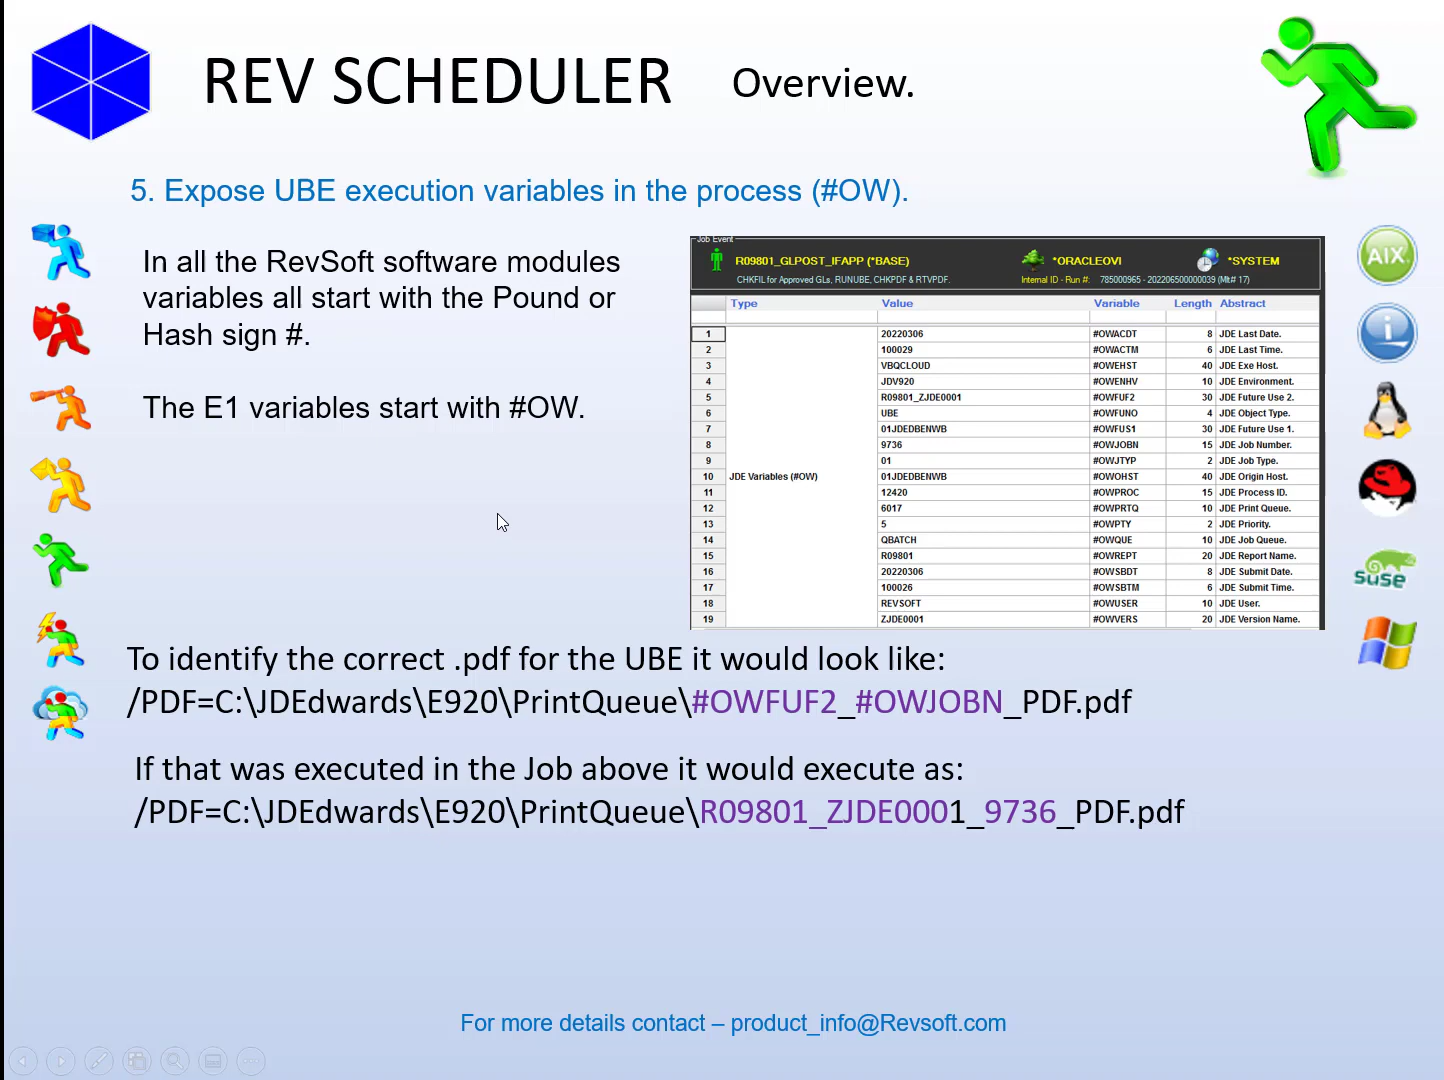 REV SCHEDULER Overview.
5. Expose UBE execution variables in the process (#OW).
In all the RevSoft software modules
variables all start with the Pound or
Hash sign #.
The E1 variables start with #OW.
Job Event
R09801_GLPOST_IFAPP (*BASE) *ORACLEOVI *SYSTEM
CHKFIL for Approved GLs, RUNUBE, CHKPDF & RTVPDF. Internal ID - Run #: 785000965 - 202206500000039 (Mt# 17)
Type Value Variable Length Abstract
1 20220306 #OWACDT 8 JDE Last Date.
2 100029 #OWACTM 6 JDE Last Time.
3 VBQCLOUD #OWEHST 40 JDE Exe Host.
4 JDV920 #OWENHV 10 JDE Environment.
5 R09801_ZJDE0001 #OWFUF2 30 JDE Future Use 2.
6 UBE #OWFUNO 4 JDE Object Type.
7 01JDEDBENWB #OWFUS1 30 JDE Future Use 1.
8 9736 #OWJOBN 15 JDE Job Number.
9 01 #OWJTYP 2 JDE Job Type.
10 JDE Variables (#OW) 01JDEDBENWB #OWOHST 40 JDE Origin Host.
11 12420 #OWPROC 15 JDE Process ID.
12 6017 #OWPRTQ 10 JDE Print Queue.
13 5 #OWPTY 2 JDE Priority.
14 QBATCH #OWQUE 10 JDE Job Queue.
15 R09801 #OWREPT 20 JDE Report Name.
16 20220306 #OWSBDT 8 JDE Submit Date.
17 100026 #OWSBTM 6 JDE Submit Time.
18 REVSOFT #OWUSER 10 JDE User.
19 ZJDE0001 #OWVERS 20 JDE Version Name.
AIX
i
SUSE
To identify the correct .pdf for the UBE it would look like:
/PDF=C:\JDEdwards\E920\PrintQueue\#OWFUF2_#OWJOBN_PDF.pdf
If that was executed in the Job above it would execute as:
/PDF=C:\JDEdwards\E920\PrintQueue\R09801_ZJDE0001_9736_PDF.pdf
For more details contact – product_info@Revsoft.com